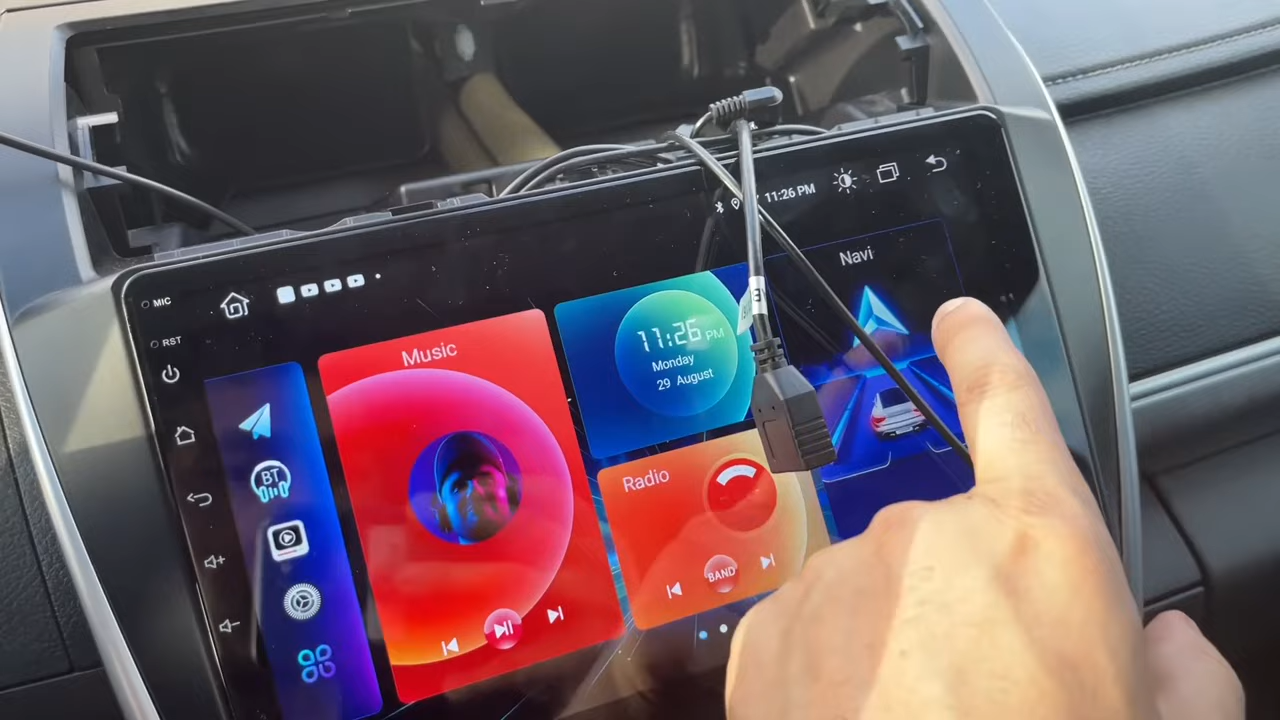 11:26 PM
Navi
MIC
RST
Music
11:26 PM
Monday
29 August
BT
Radio
BAND